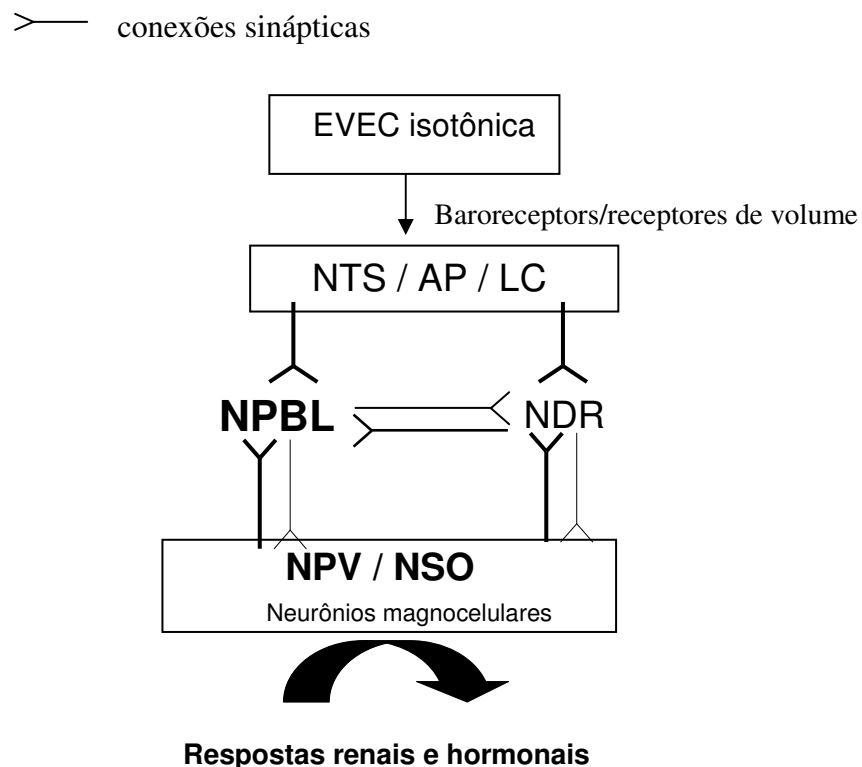 conexões sinápticas
EVEC isotônica
Baroreceptors/receptores de volume
NTS / AP / LC
NPBL
NDR
NPV / NSO
Neurônios magnocelulares
Respostas renais e hormonais